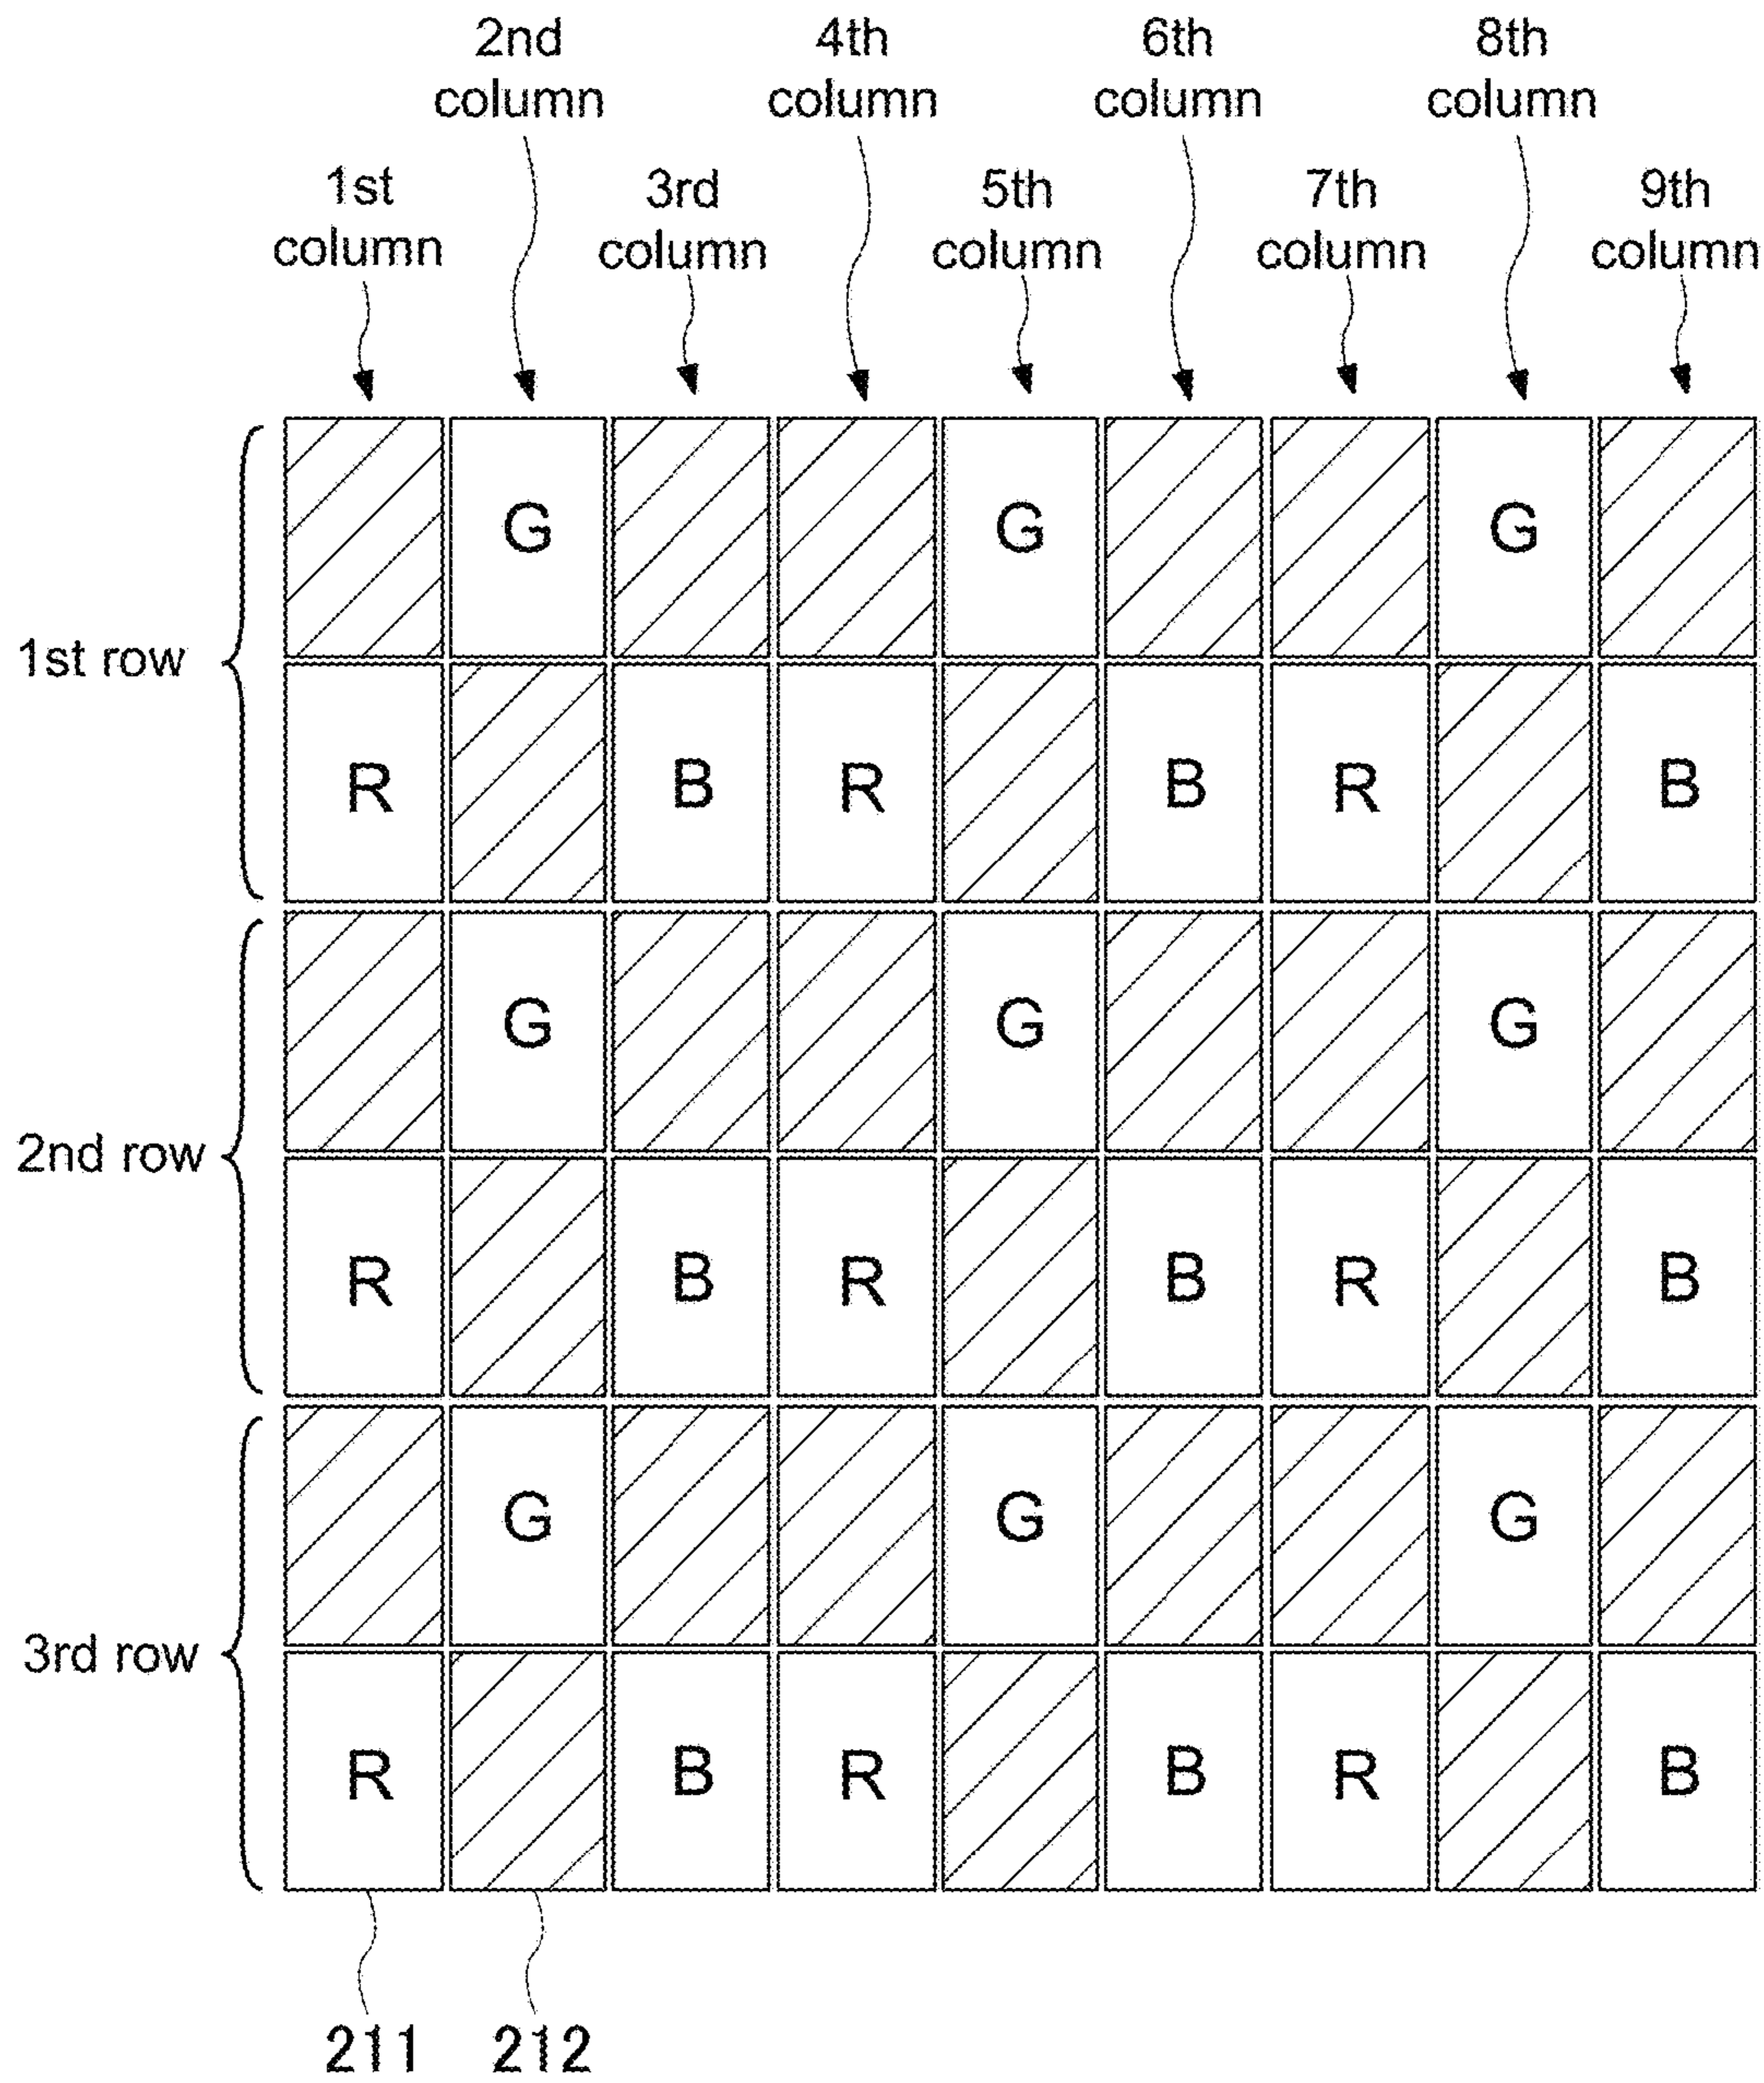 2nd column 4th column 6th column 8th column
1st column 3rd column 5th column 7th column 9th column
G G G
1st row
R B R B R B
G G G
2nd row
R B R B R B
G G G
3rd row
R B R B R B
211 212